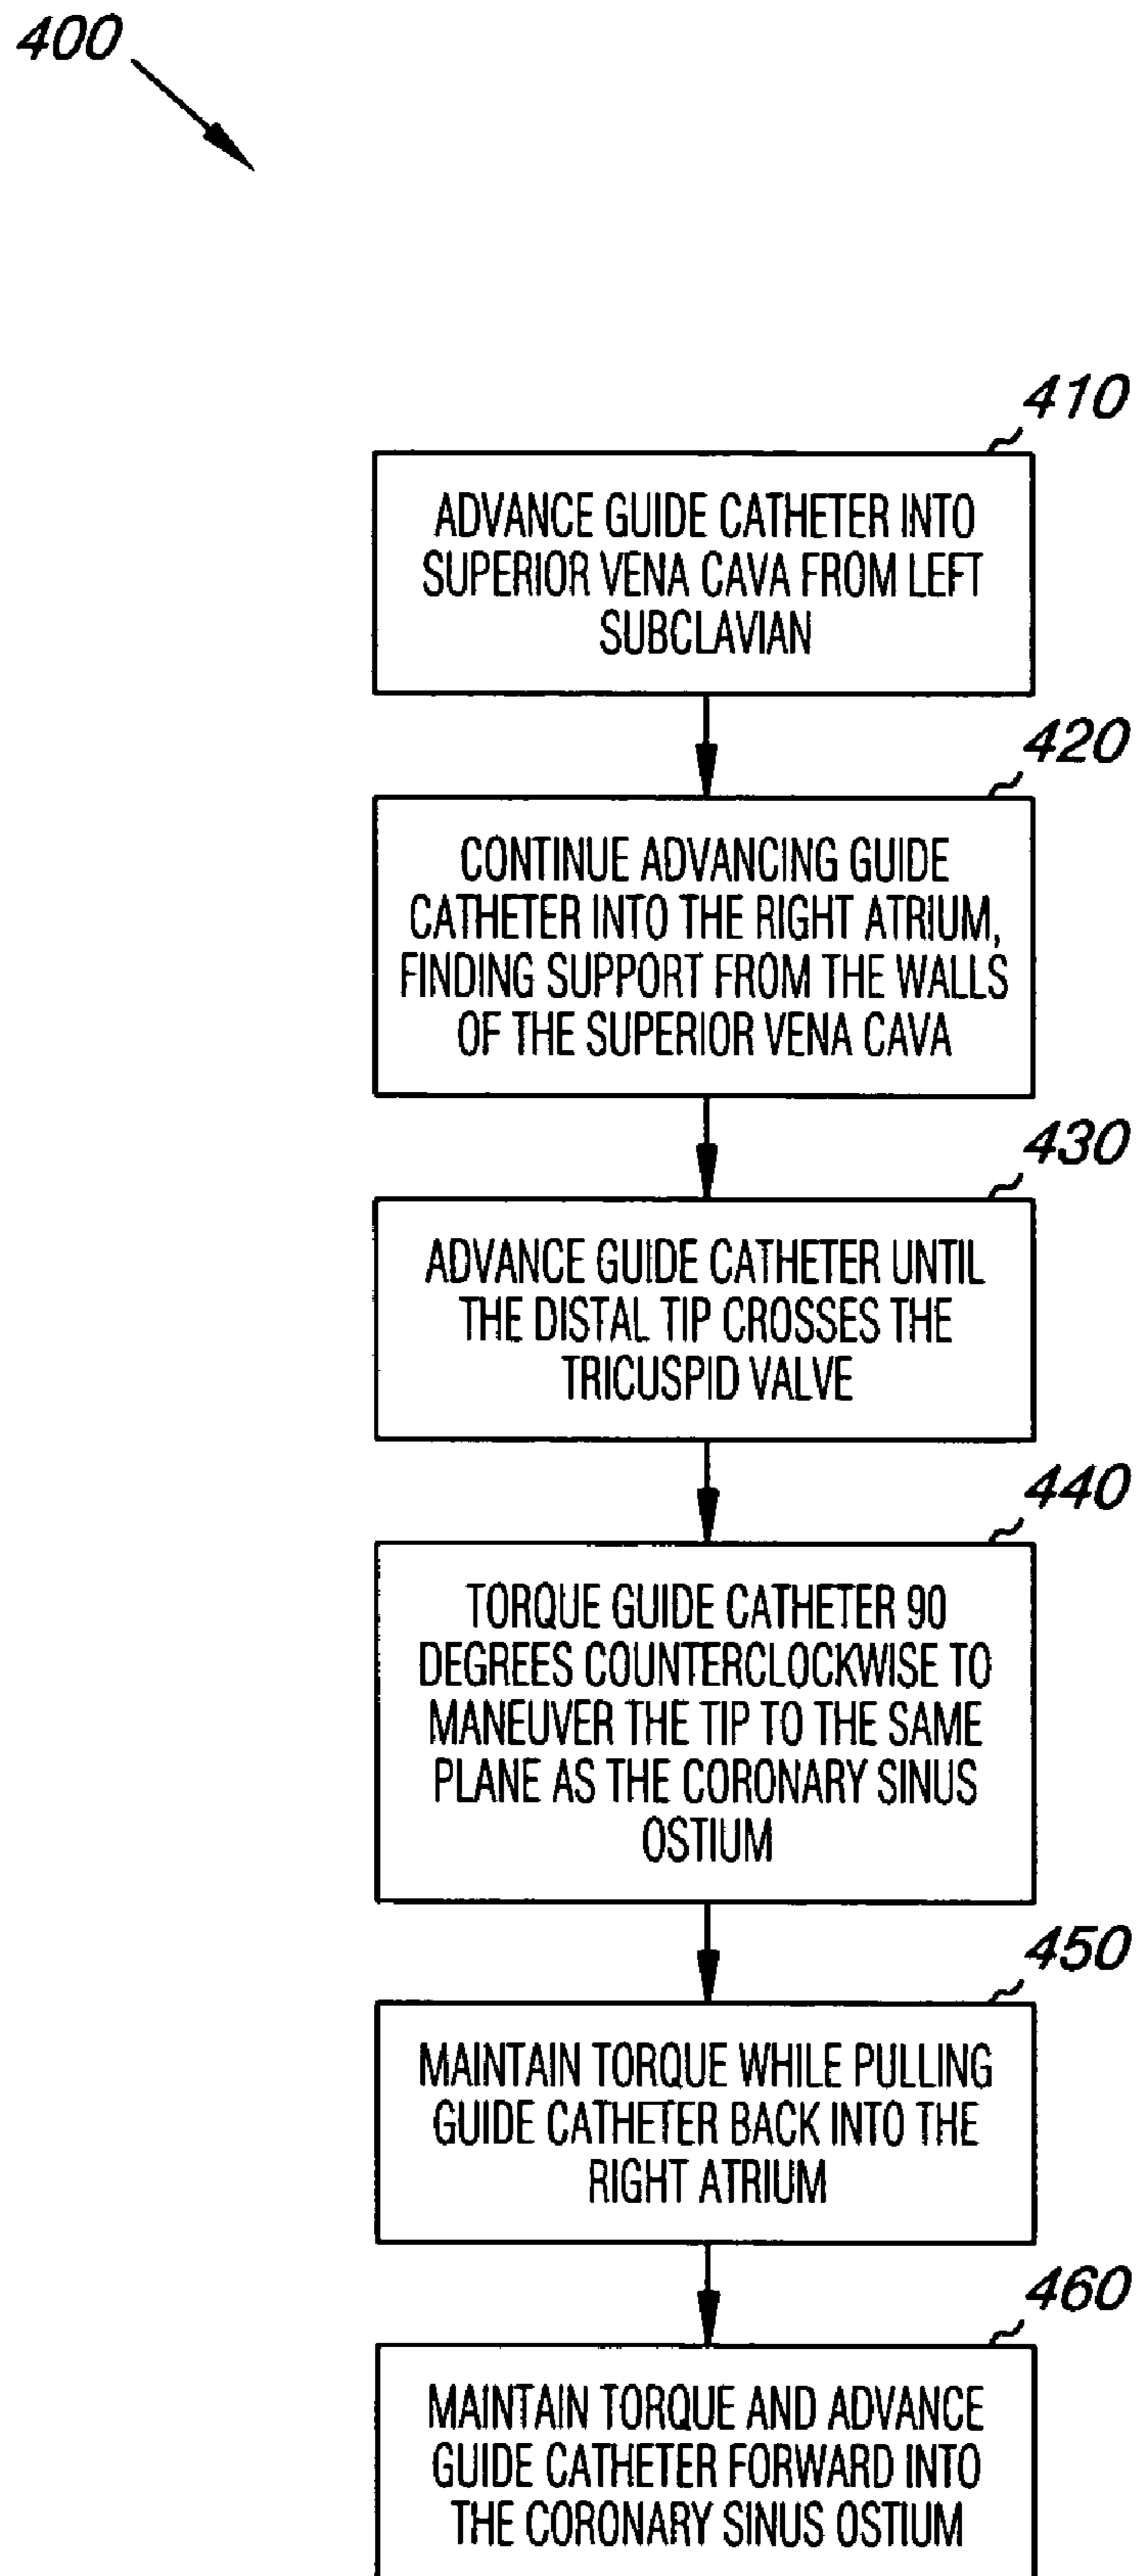 400
410
ADVANCE GUIDE CATHETER INTO
SUPERIOR VENA CAVA FROM LEFT
SUBCLAVIAN
420
CONTINUE ADVANCING GUIDE
CATHETER INTO THE RIGHT ATRIUM,
FINDING SUPPORT FROM THE WALLS
OF THE SUPERIOR VENA CAVA
430
ADVANCE GUIDE CATHETER UNTIL
THE DISTAL TIP CROSSES THE
TRICUSPID VALVE
440
TORQUE GUIDE CATHETER 90
DEGREES COUNTERCLOCKWISE TO
MANEUVER THE TIP TO THE SAME
PLANE AS THE CORONARY SINUS
OSTIUM
450
MAINTAIN TORQUE WHILE PULLING
GUIDE CATHETER BACK INTO THE
RIGHT ATRIUM
460
MAINTAIN TORQUE AND ADVANCE
GUIDE CATHETER FORWARD INTO
THE CORONARY SINUS OSTIUM